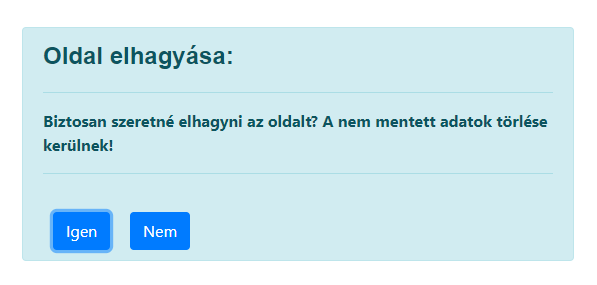 Oldal elhagyása:
Biztosan szeretné elhagyni az oldalt? A nem mentett adatok törlése
kerülnek!
Igen
Nem